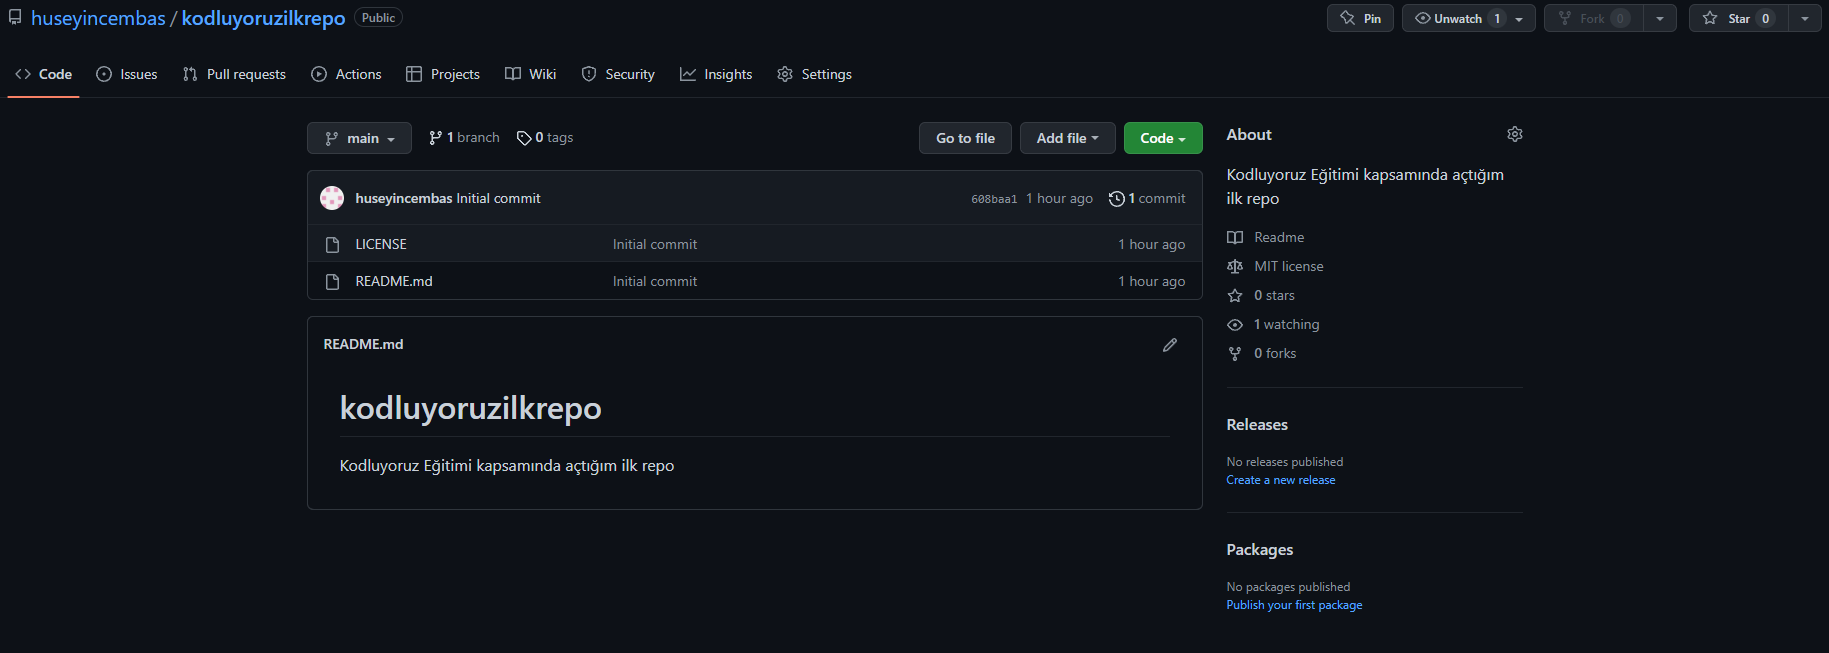 huseyincembas / kodluyoruzilkrepo Public
Pin Unwatch 1 Fork 0 Star 0
Code Issues Pull requests Actions Projects Wiki Security Insights Settings
main 1 branch 0 tags Go to file Add file Code
huseyincembas Initial commit 608baa1 1 hour ago 1 commit
LICENSE Initial commit 1 hour ago
README.md Initial commit 1 hour ago
README.md
kodluyoruzilkrepo
Kodluyoruz Eğitimi kapsamında açtığım ilk repo
About
Kodluyoruz Eğitimi kapsamında açtığım
ilk repo
Readme
MIT license
0 stars
1 watching
0 forks
Releases
No releases published
Create a new release
Packages
No packages published
Publish your first package